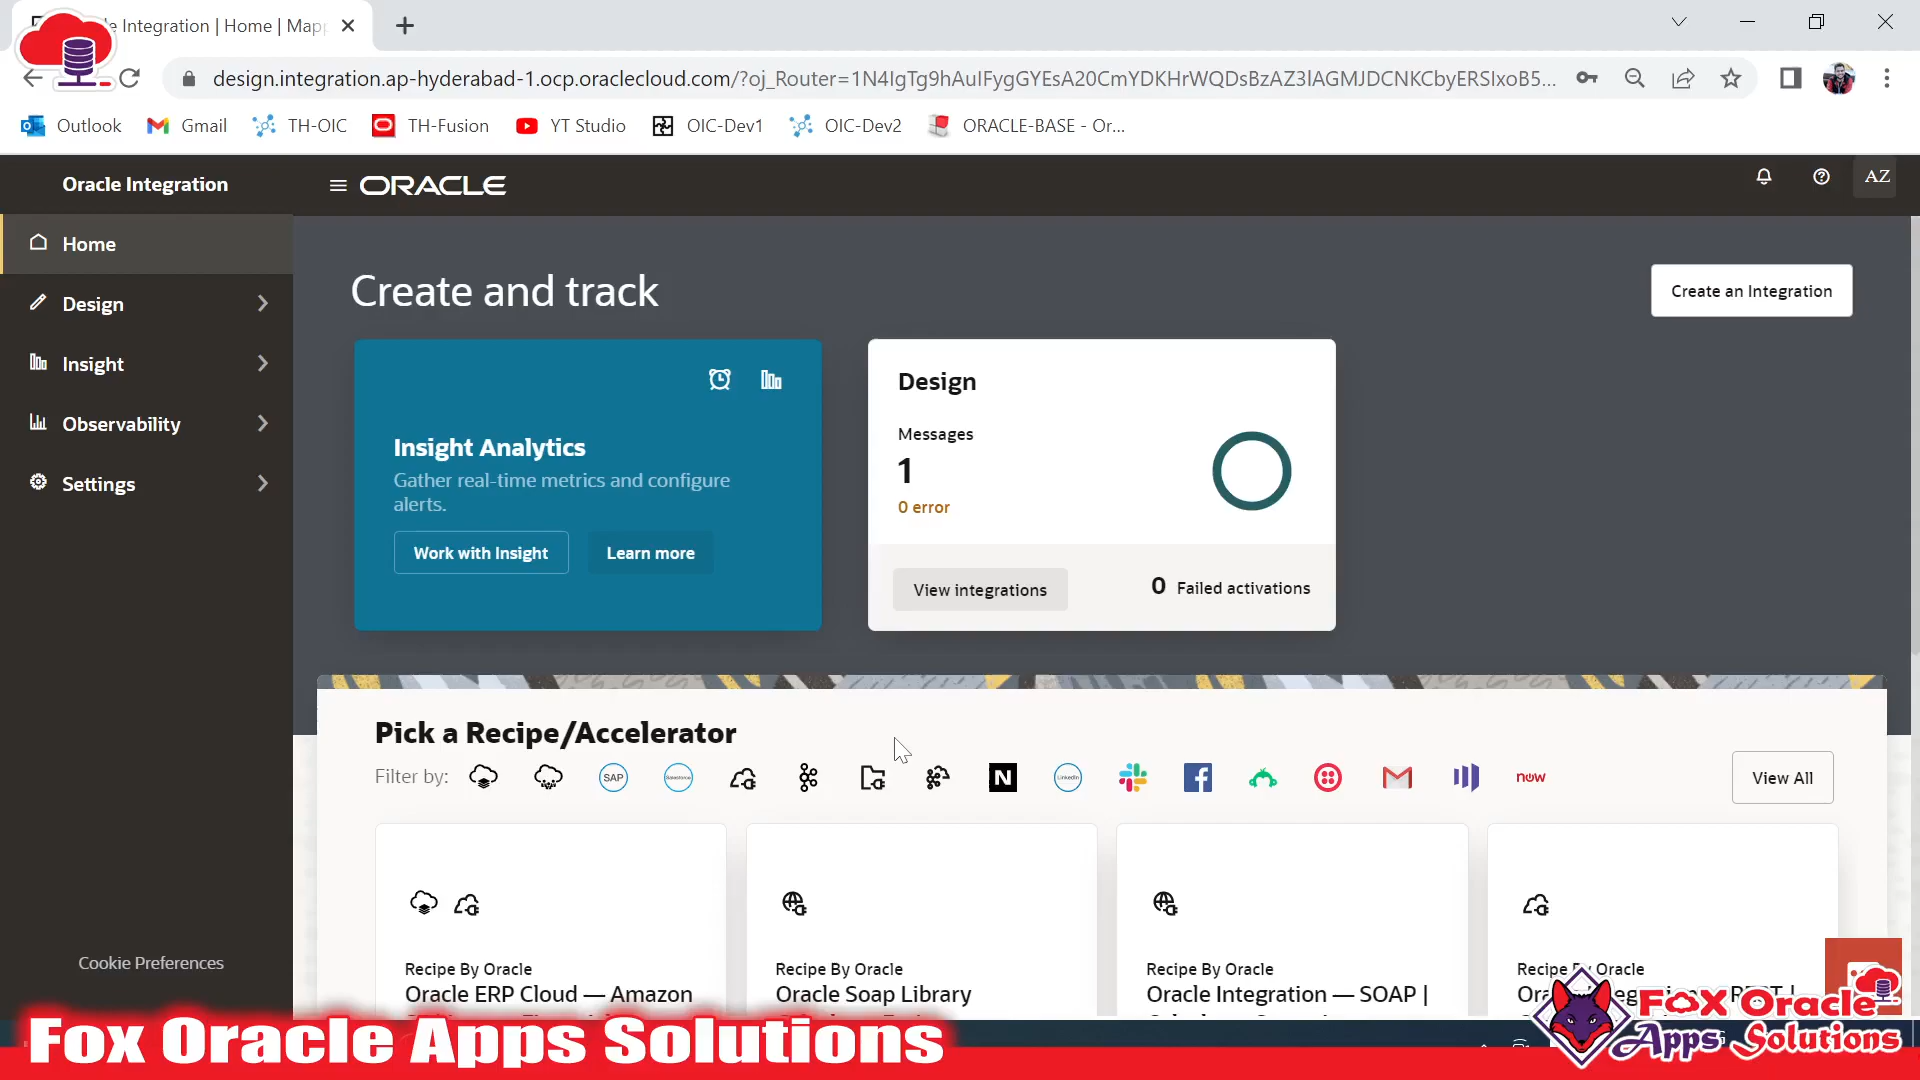 Integration | Home | Mapp
design.integration.ap-hyderabad-1.ocp.oraclecloud.com/?oj_Router=1N4IgTg9hAuIFygGYEsA20CmYDKHrWQDsBzAZ3lAGMJDCNKCbyERSIxoB5...
Outlook
Gmail
TH-OIC
TH-Fusion
YT Studio
OIC-Dev1
OIC-Dev2
ORACLE-BASE - Or...
Oracle Integration
ORACLE
AZ
Home
Design
Insight
Observability
Settings
Cookie Preferences
Create and track
Create an Integration
Insight Analytics
Gather real-time metrics and configure
alerts.
Work with Insight
Learn more
Design
Messages
1
0 error
View integrations
0 Failed activations
Pick a Recipe/Accelerator
Filter by:
SAP
Salesforce
N
LinkedIn
now
View All
Recipe By Oracle
Oracle ERP Cloud — Amazon
Recipe By Oracle
Oracle Soap Library
Recipe By Oracle
Oracle Integration — SOAP |
Recipe By Oracle
Fox Oracle Apps Solutions
FOX Oracle
Apps Solutions